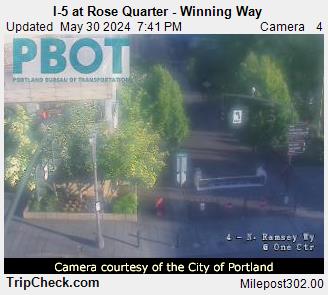 I-5 at Rose Quarter - Winning Way
Updated May 30 2024 7:41 PM Camera 4
PBOT
PORTLAND BUREAU OF TRANSPORTATION
4 - N. Ramsey Wy
@ One Ctr
Camera courtesy of the City of Portland
TripCheck.com Milepost302.00